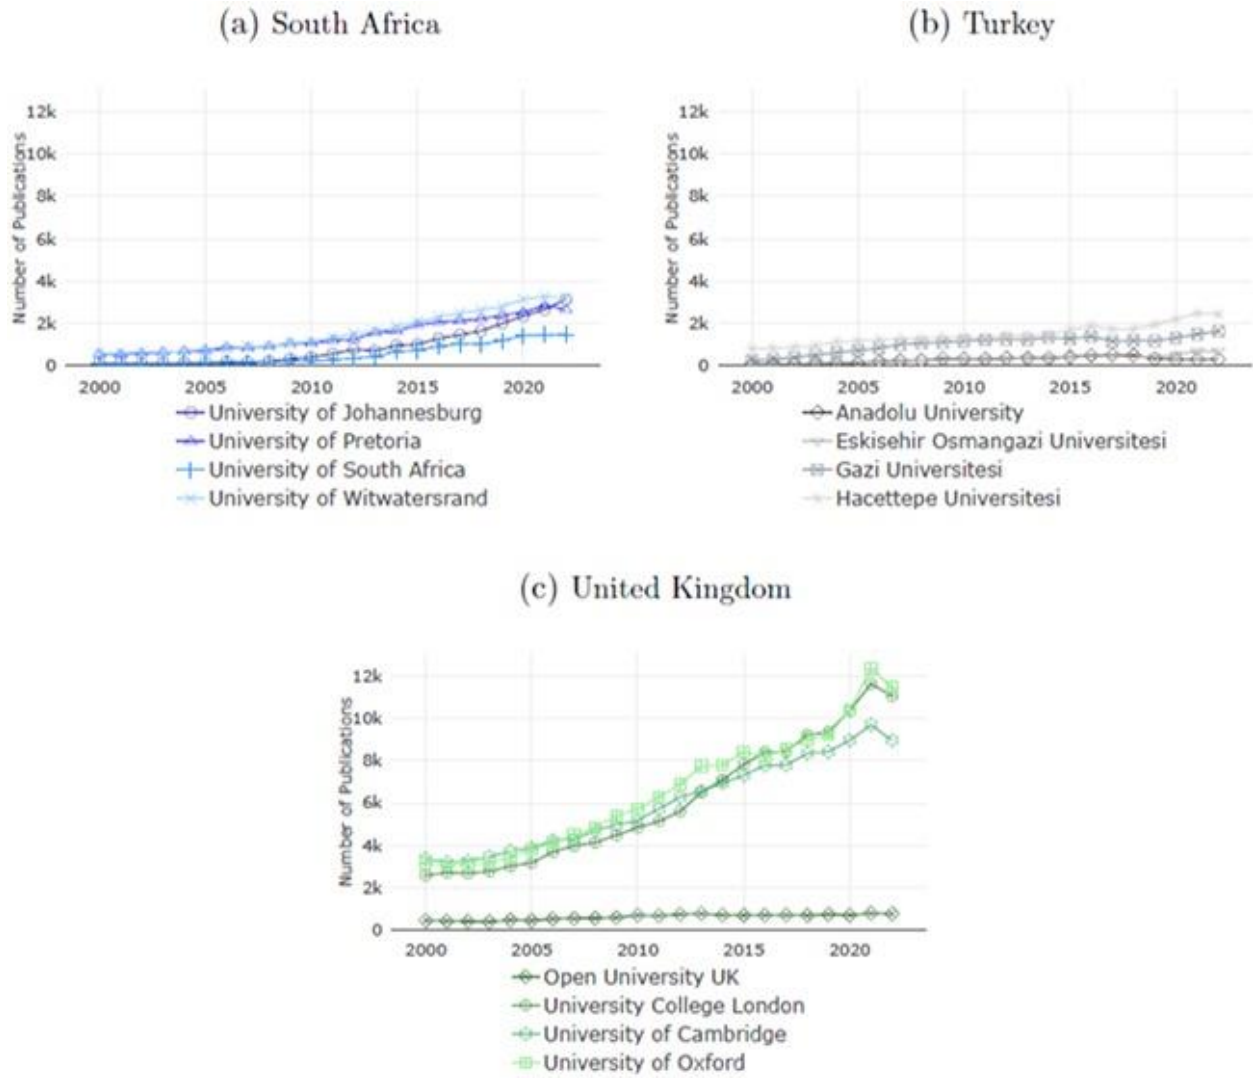 (a) South Africa
(b) Turkey
Number of Publications
12k
10k
8k
6k
4k
2k
0
2000 2005 2010 2015 2020
University of Johannesburg
University of Pretoria
University of South Africa
University of Witwatersrand
Number of Publications
12k
10k
8k
6k
4k
2k
0
2000 2005 2010 2015 2020
Anadolu University
Eskisehir Osmangazi Universitesi
Gazi Universitesi
Hacettepe Universitesi
(c) United Kingdom
Number of Publications
12k
10k
8k
6k
4k
2k
0
2000 2005 2010 2015 2020
Open University UK
University College London
University of Cambridge
University of Oxford